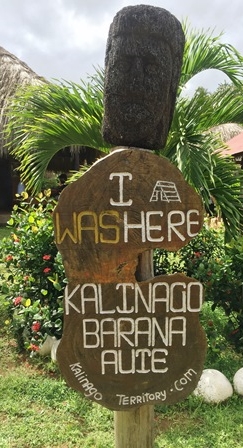 I
WAS HERE
KALINAGO
BARANA
AUTE
Kalinago Territory.com